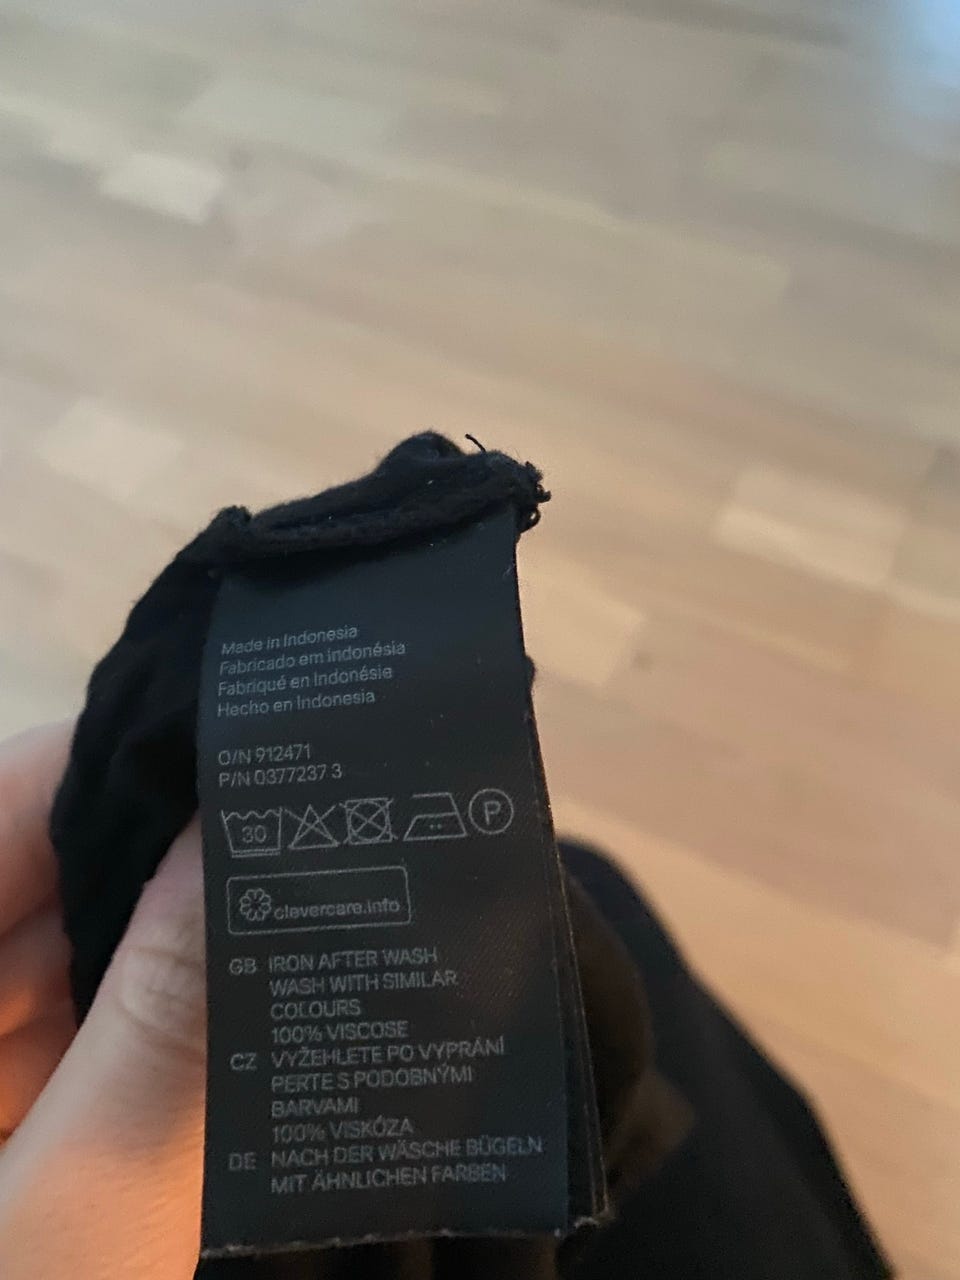 Made in Indonesia
Fabricado em Indonésia
Fabriqué en Indonésie
Hecho en Indonesia
O/N 912471
P/N 0377237 3
30 P
clevercare.info
GB IRON AFTER WASH
WASH WITH SIMILAR
COLOURS
100% VISCOSE
CZ VYŽEHLETE PO VYPRÁNÍ
PERTE S PODOBNÝMI
BARVAMI
100% VISKÓZA
DE NACH DER WÄSCHE BÜGELN
MIT ÄHNLICHEN FARBEN